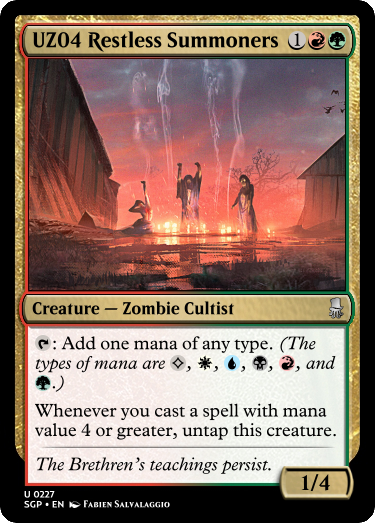 UZ04 Restless Summoners 1
Creature — Zombie Cultist
: Add one mana of any type. (The
types of mana are , , , , , and
.)
Whenever you cast a spell with mana
value 4 or greater, untap this creature.
The Brethren's teachings persist.
1/4
U 0227
SGP • EN Fabien Salvalaggio